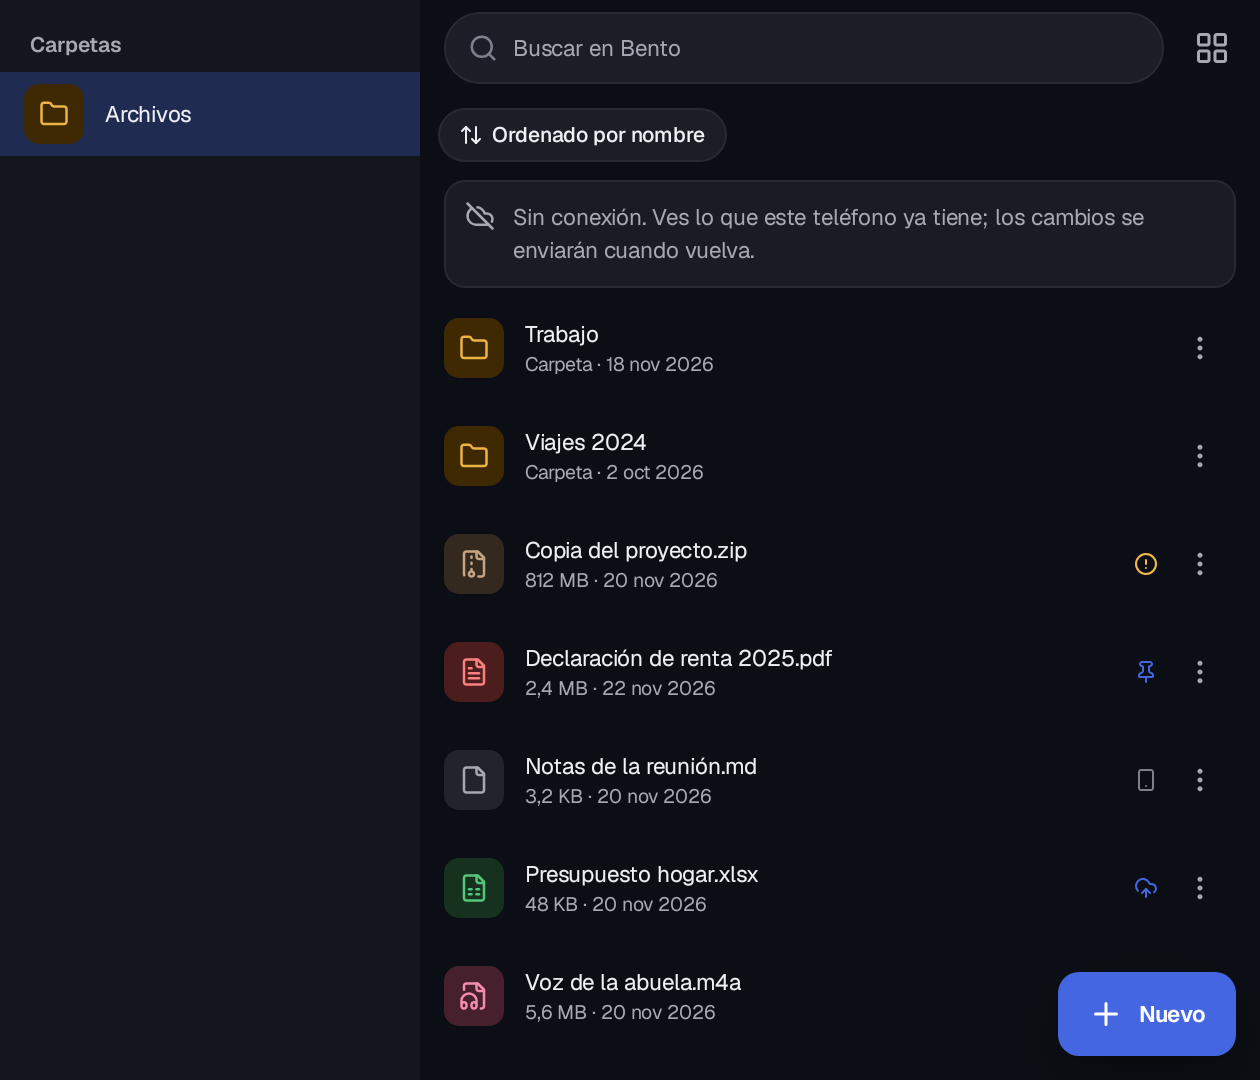 Carpetas
Archivos
Buscar en Bento
Ordenado por nombre
Sin conexión. Ves lo que este teléfono ya tiene; los cambios se
enviarán cuando vuelva.
Trabajo
Carpeta · 18 nov 2026
Viajes 2024
Carpeta · 2 oct 2026
Copia del proyecto.zip
812 MB · 20 nov 2026
Declaración de renta 2025.pdf
2,4 MB · 22 nov 2026
Notas de la reunión.md
3,2 KB · 20 nov 2026
Presupuesto hogar.xlsx
48 KB · 20 nov 2026
Voz de la abuela.m4a
5,6 MB · 20 nov 2026
Nuevo